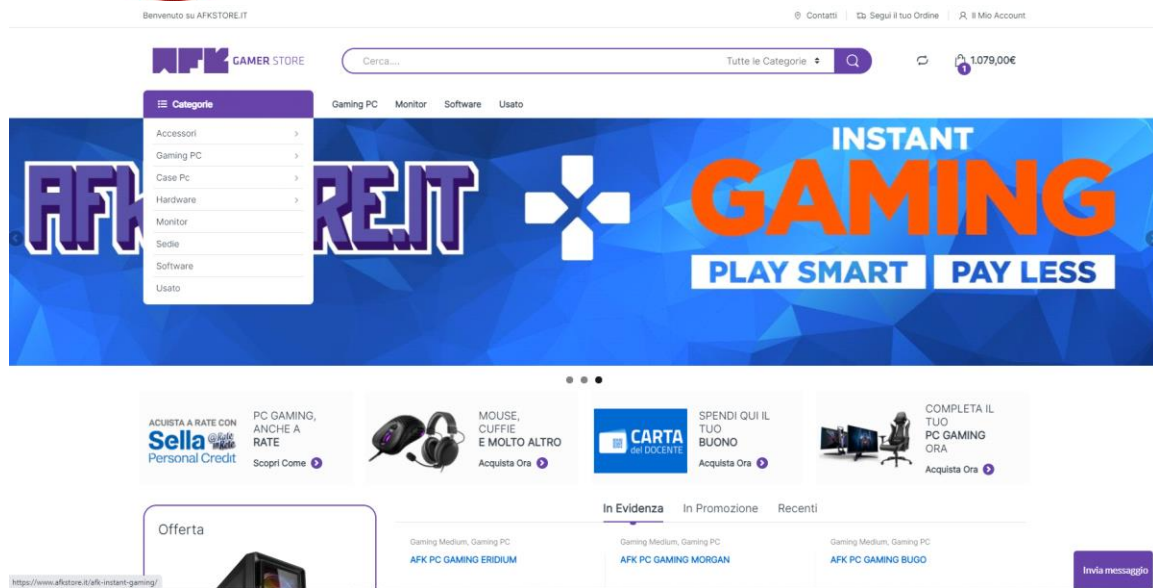 Benvenuto su AFKSTORE.IT
Contatti
Segui il tuo Ordine
Il Mio Account
AFK GAMER STORE
Cerca....
Tutte le Categorie
1
1.079,00€
Categorie
Gaming PC
Monitor
Software
Usato
Accessori
Gaming PC
Case Pc
Hardware
Monitor
Sedie
Software
Usato
AFK
RE.IT
INSTANT
GAMING
PLAY SMART
PAY LESS
ACUISTA A RATE CON
Sella
Personal Credit
PC GAMING,
ANCHE A
RATE
Scopri Come
MOUSE,
CUFFIE
E MOLTO ALTRO
Acquista Ora
CARTA
del DOCENTE
SPENDI QUI IL
TUO
BUONO
Acquista Ora
COMPLETA IL
TUO
PC GAMING
ORA
Acquista Ora
Offerta
In Evidenza
In Promozione
Recenti
Gaming Medium, Gaming PC
AFK PC GAMING ERIDIUM
Gaming Medium, Gaming PC
AFK PC GAMING MORGAN
Gaming Medium, Gaming PC
AFK PC GAMING BUGO
Invia messaggio
https://www.afkstore.it/afk-instant-gaming/